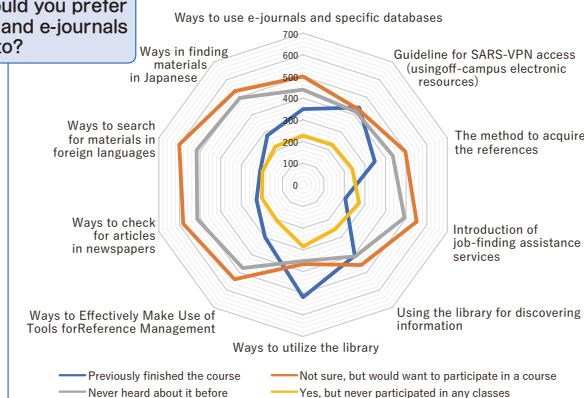 ould you prefer
and e-journals
to?
Ways to use e-journals and specific databases
Guideline for SARS-VPN access
(usingoff-campus electronic
resources)
The method to acquire
the references
Introduction of
job-finding assistance
services
Using the library for discovering
information
Ways to utilize the library
Ways to Effectively Make Use of
Tools forReference Management
Ways to check
for articles
in newspapers
Ways to search
for materials in
foreign languages
Ways in finding
materials
in Japanese
700
600
500
400
300
200
100
0
Previously finished the course
Not sure, but would want to participate in a course
Never heard about it before
Yes, but never participated in any classes